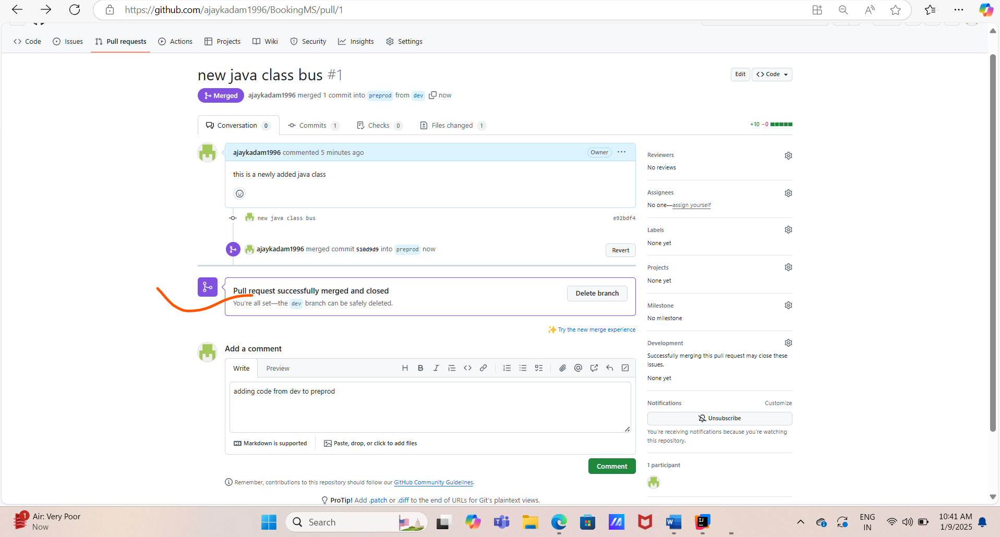 https://github.com/ajaykadam1996/BookingMS/pull/1
Code Issues Pull requests Actions Projects Wiki Security Insights Settings
new java class bus #1
Edit
Code
Merged ajaykadam1996 merged 1 commit into preprod from dev now
Conversation 0 Commits 1 Checks 0 Files changed 1
+10 −0
ajaykadam1996 commented 5 minutes ago
Owner
this is a newly added java class
new java class bus
e92bdf4
ajaykadam1996 merged commit 510d9d9 into preprod now
Revert
Pull request successfully merged and closed
You're all set—the dev branch can be safely deleted.
Delete branch
Try the new merge experience
Add a comment
Write Preview
adding code from dev to preprod
Markdown is supported
Paste, drop, or click to add files
Comment
Remember, contributions to this repository should follow our GitHub Community Guidelines.
ProTip! Add .patch or .diff to the end of URLs for Git's plaintext views.
Reviewers
No reviews
Assignees
No one—assign yourself
Labels
None yet
Projects
None yet
Milestone
No milestone
Development
Successfully merging this pull request may close these
issues.
None yet
Notifications
Customize
Unsubscribe
You're receiving notifications because you're watching
this repository.
1 participant
1
Air: Very Poor
Now
Search
ENG
IN
10:41 AM
1/9/2025